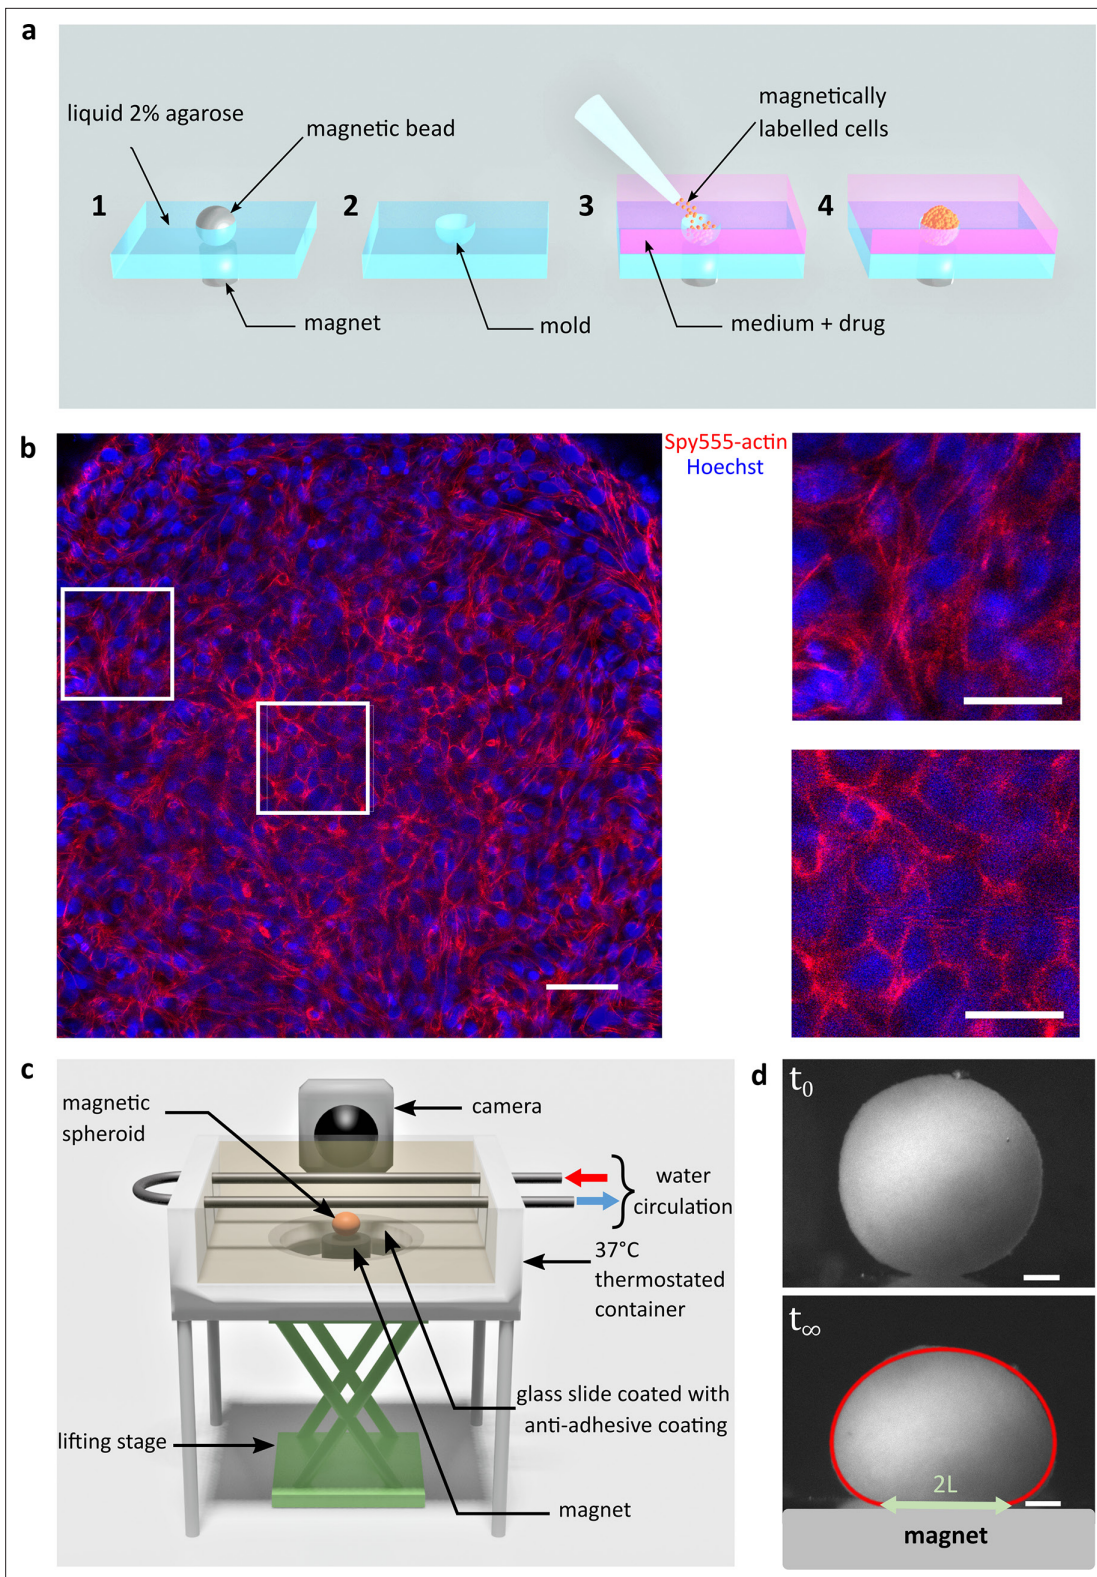 a
liquid 2% agarose
magnetic bead
magnetically
labelled cells
1
2
3
4
magnet
mold
medium + drug
b
Spy555-actin
Hoechst
c
magnetic
spheroid
camera
water
circulation
37°C
thermostated
container
glass slide coated with
anti-adhesive coating
lifting stage
magnet
d
t0
t∞
2L
magnet